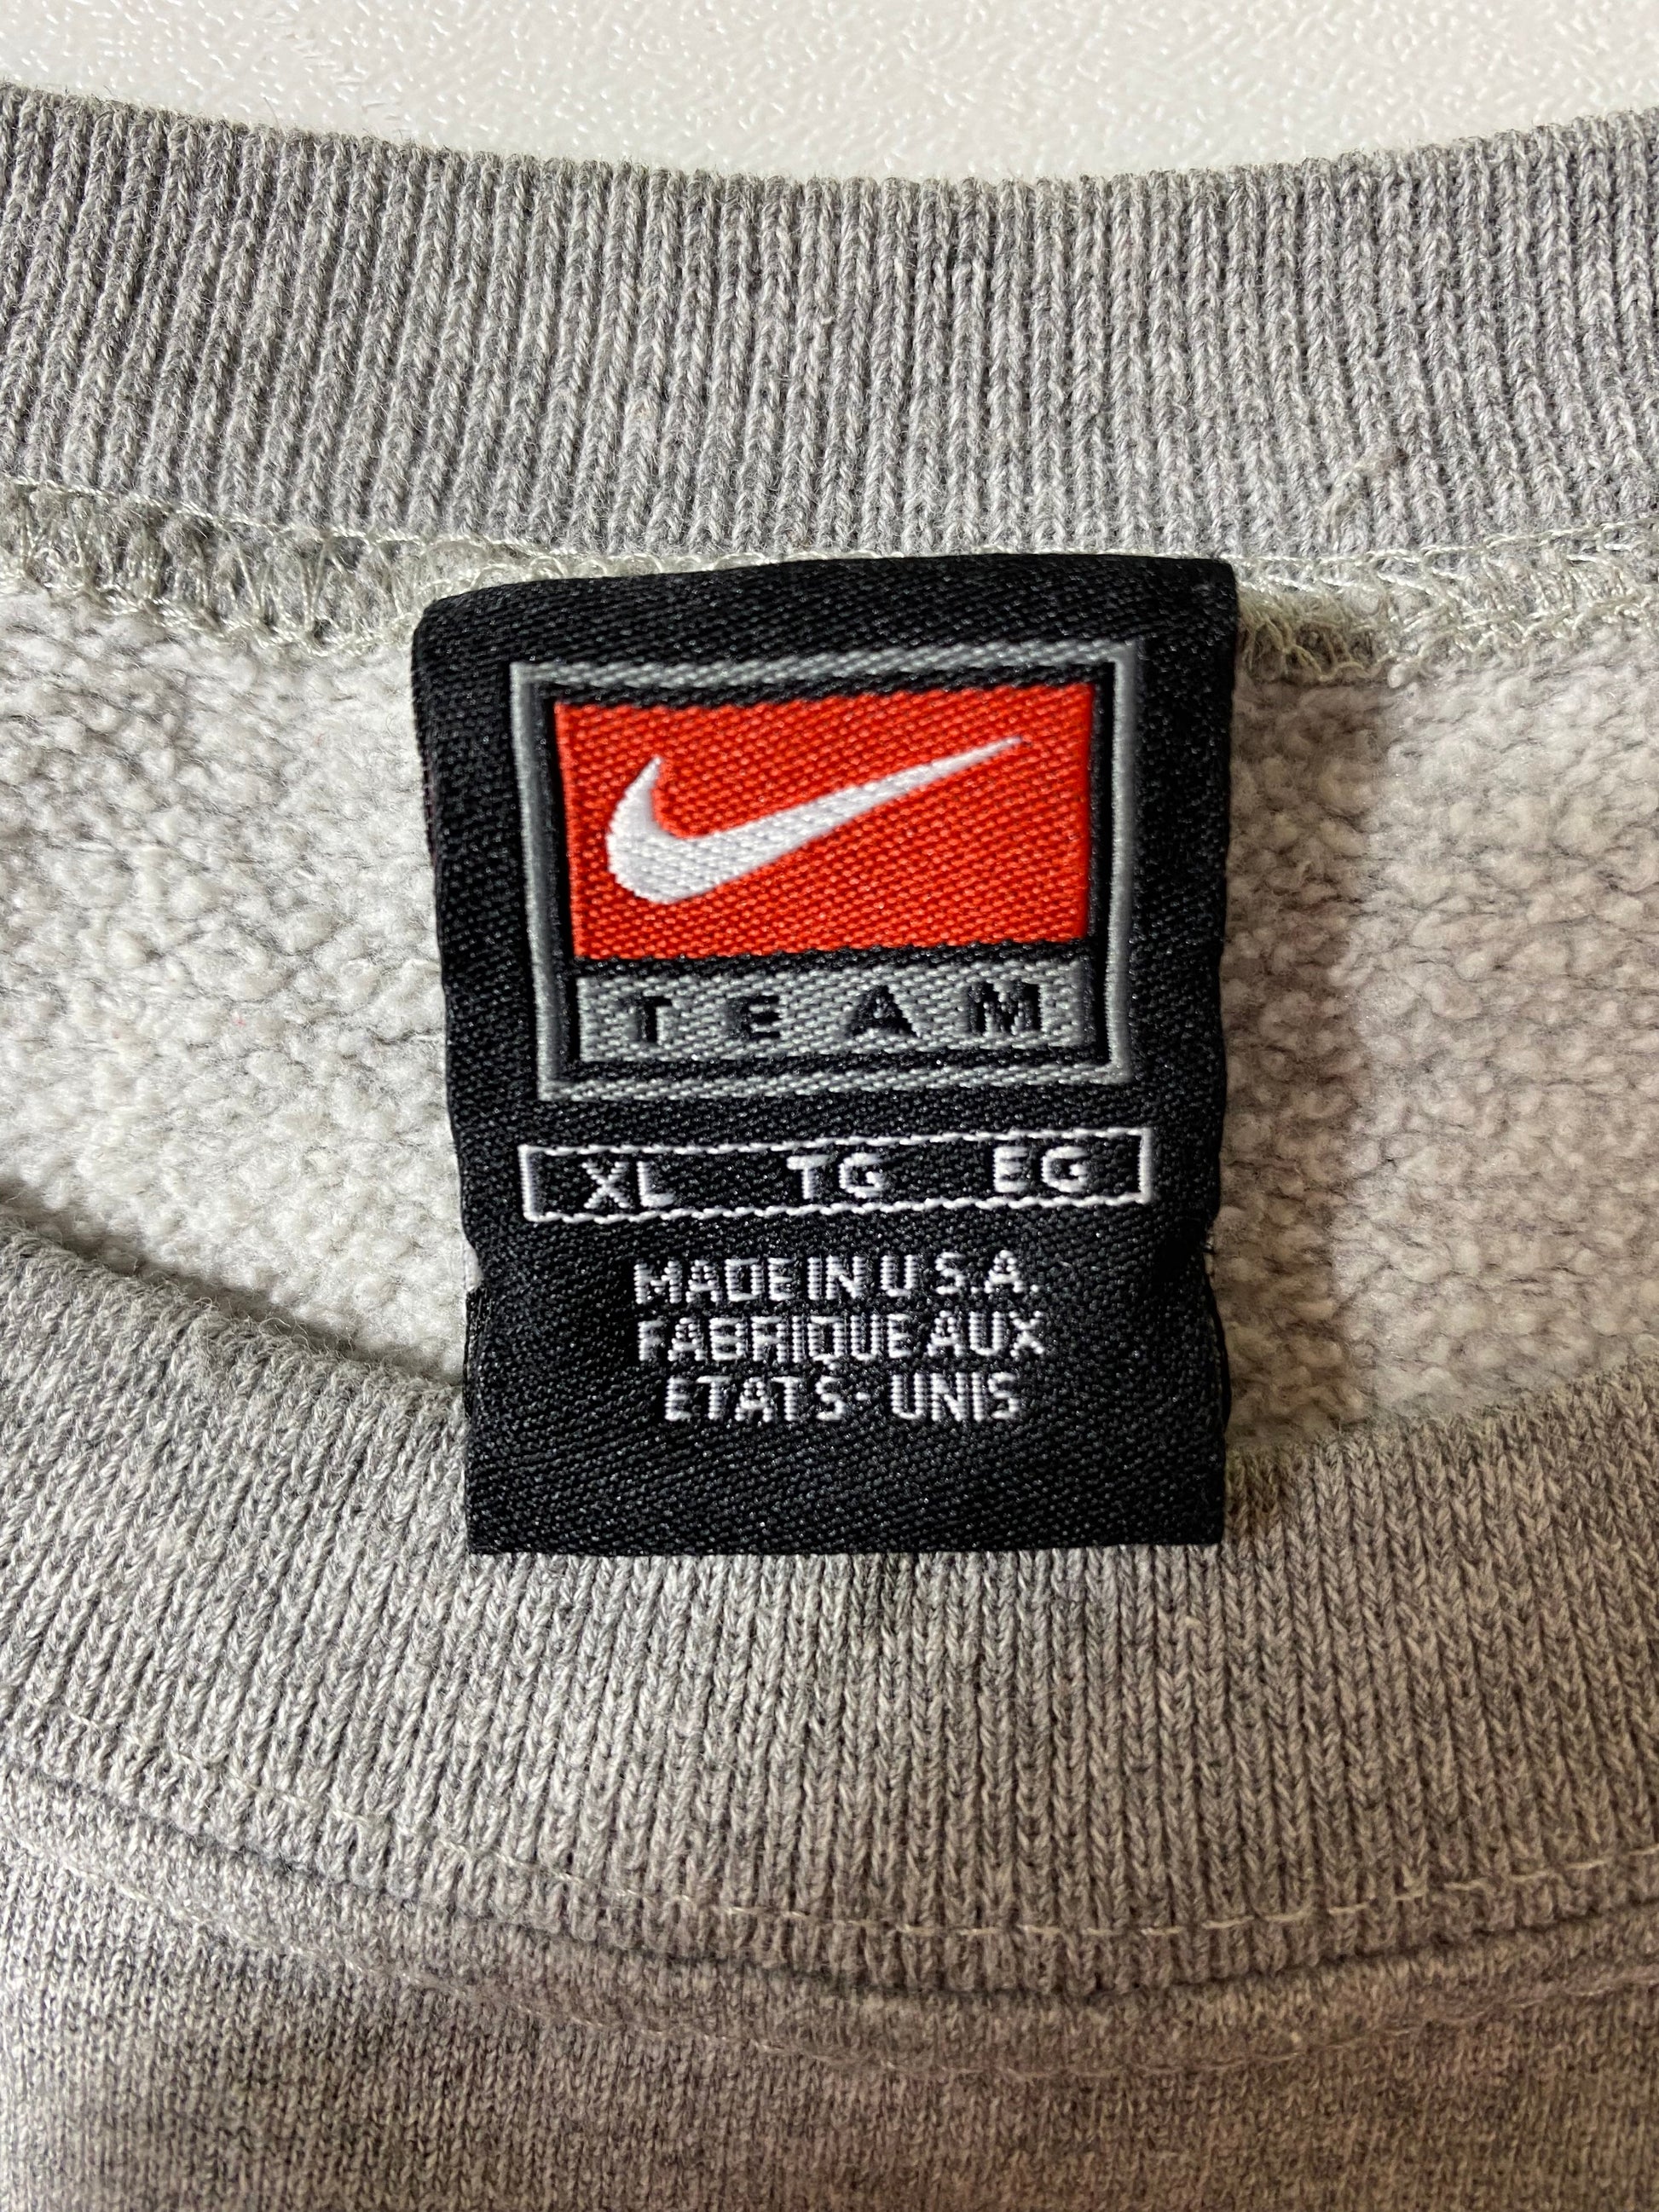 TEAM
XL TG EG
MADE IN U.S.A.
FABRIQUE AUX
ETATS-UNIS